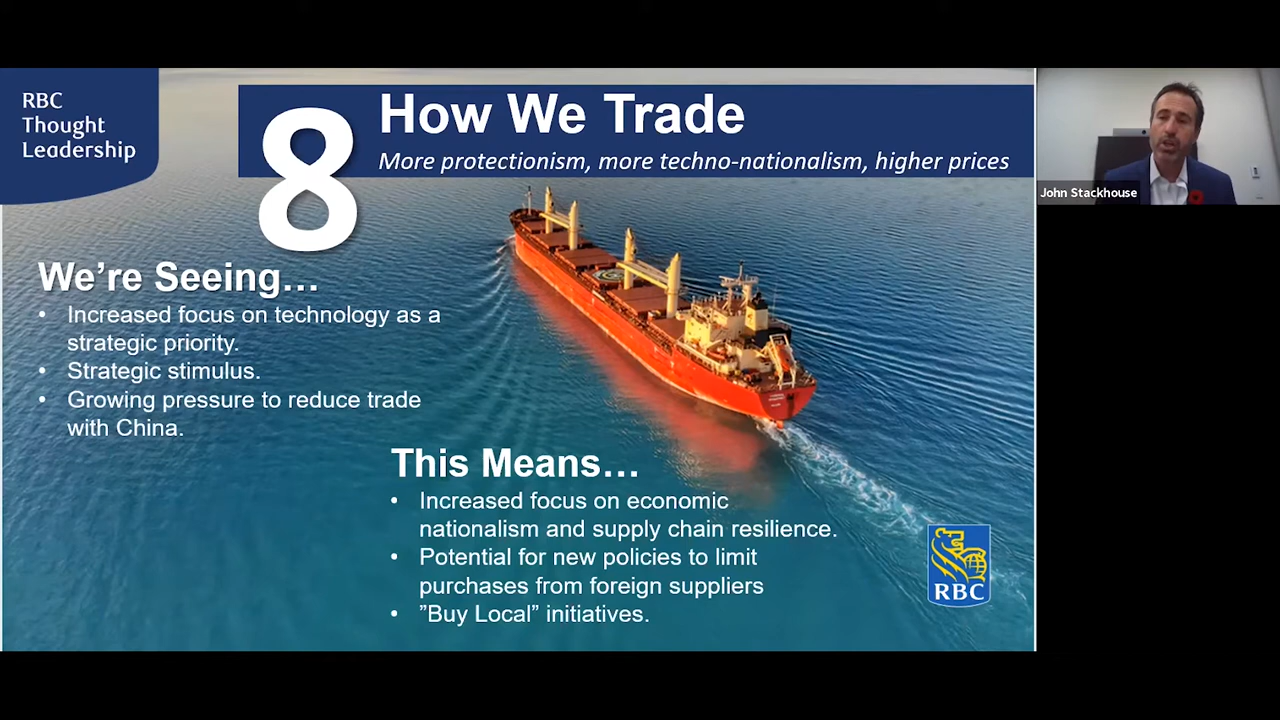 RBC
Thought
Leadership
8
How We Trade
More protectionism, more techno-nationalism, higher prices
John Stackhouse
We're Seeing…
• Increased focus on technology as a
strategic priority.
• Strategic stimulus.
• Growing pressure to reduce trade
with China.
This Means…
• Increased focus on economic
nationalism and supply chain resilience.
• Potential for new policies to limit
purchases from foreign suppliers
• ”Buy Local” initiatives.
RBC